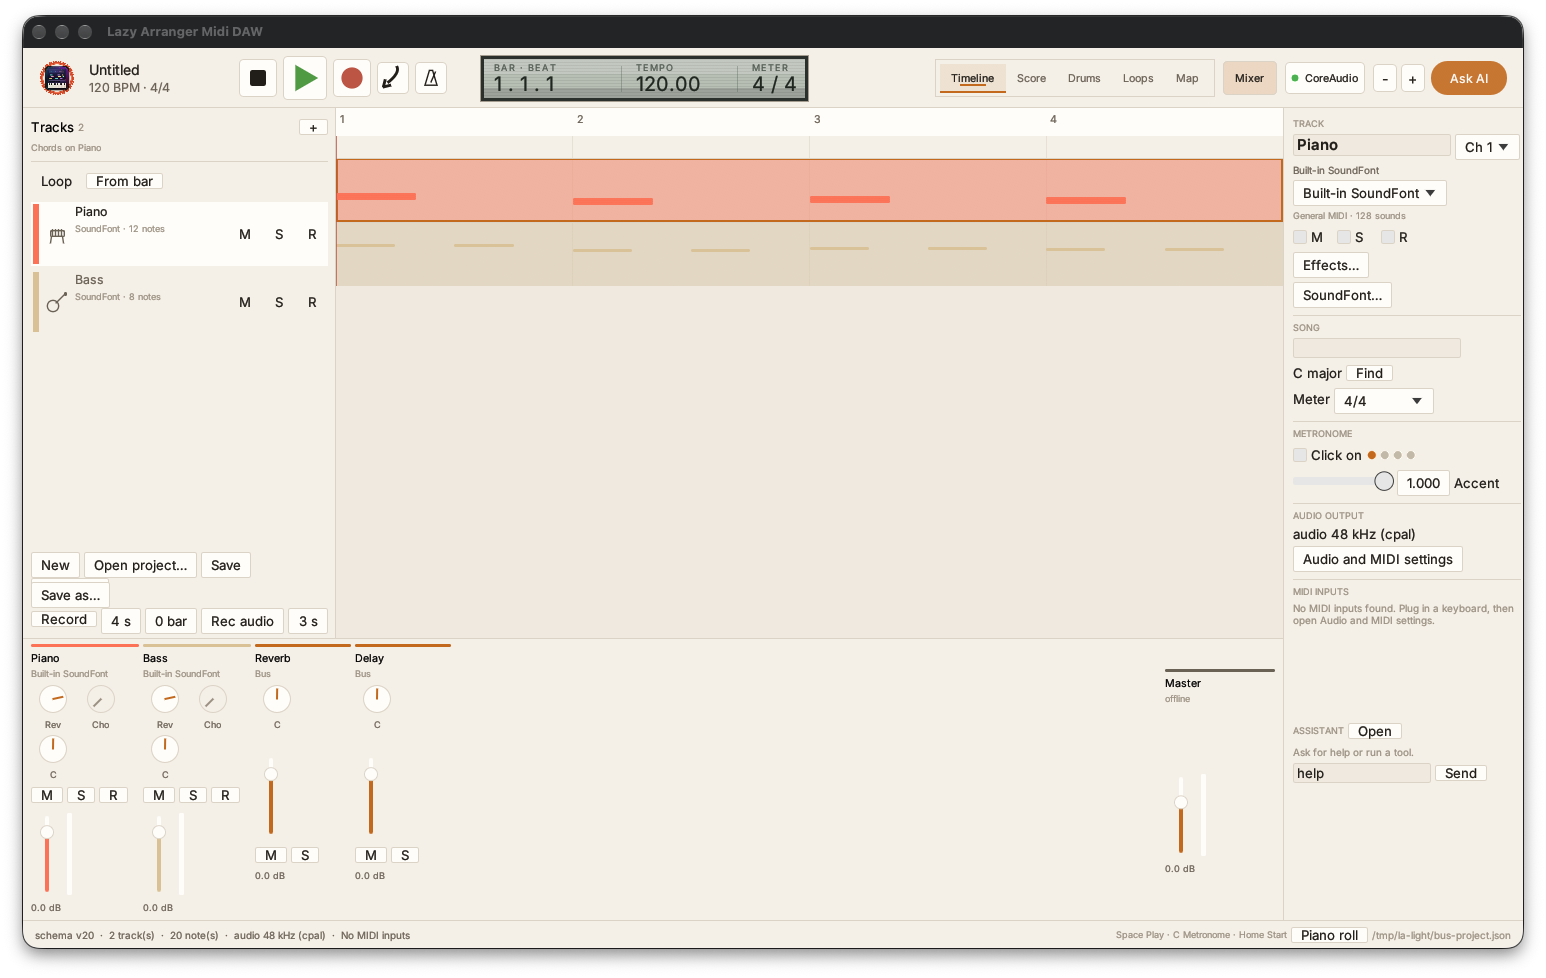 Lazy Arranger Midi DAW
Untitled
120 BPM · 4/4
BAR · BEAT TEMPO METER
1.1.1 120.00 4 / 4
Timeline Score Drums Loops Map Mixer CoreAudio - + Ask AI
Tracks 2 +
Chords on Piano
Loop From bar
Piano
SoundFont · 12 notes
M S R
Bass
SoundFont · 8 notes
M S R
New Open project... Save
Save as...
Record 4 s 0 bar Rec audio 3 s
1 2 3 4
TRACK
Piano Ch 1
Built-in SoundFont
Built-in SoundFont
General MIDI · 128 sounds
M S R
Effects...
SoundFont...
SONG
C major Find
Meter 4/4
METRONOME
Click on
1.000 Accent
AUDIO OUTPUT
audio 48 kHz (cpal)
Audio and MIDI settings
MIDI INPUTS
No MIDI inputs found. Plug in a keyboard, then
open Audio and MIDI settings.
ASSISTANT Open
Ask for help or run a tool.
help Send
Piano
Built-in SoundFont
Rev Cho
C
M S R
0.0 dB
Bass
Built-in SoundFont
Rev Cho
C
M S R
0.0 dB
Reverb
Bus
C
M S
0.0 dB
Delay
Bus
C
M S
0.0 dB
Master
offline
0.0 dB
schema v20 · 2 track(s) · 20 note(s) · audio 48 kHz (cpal) · No MIDI inputs
Space Play · C Metronome · Home Start Piano roll /tmp/la-light/bus-project.json